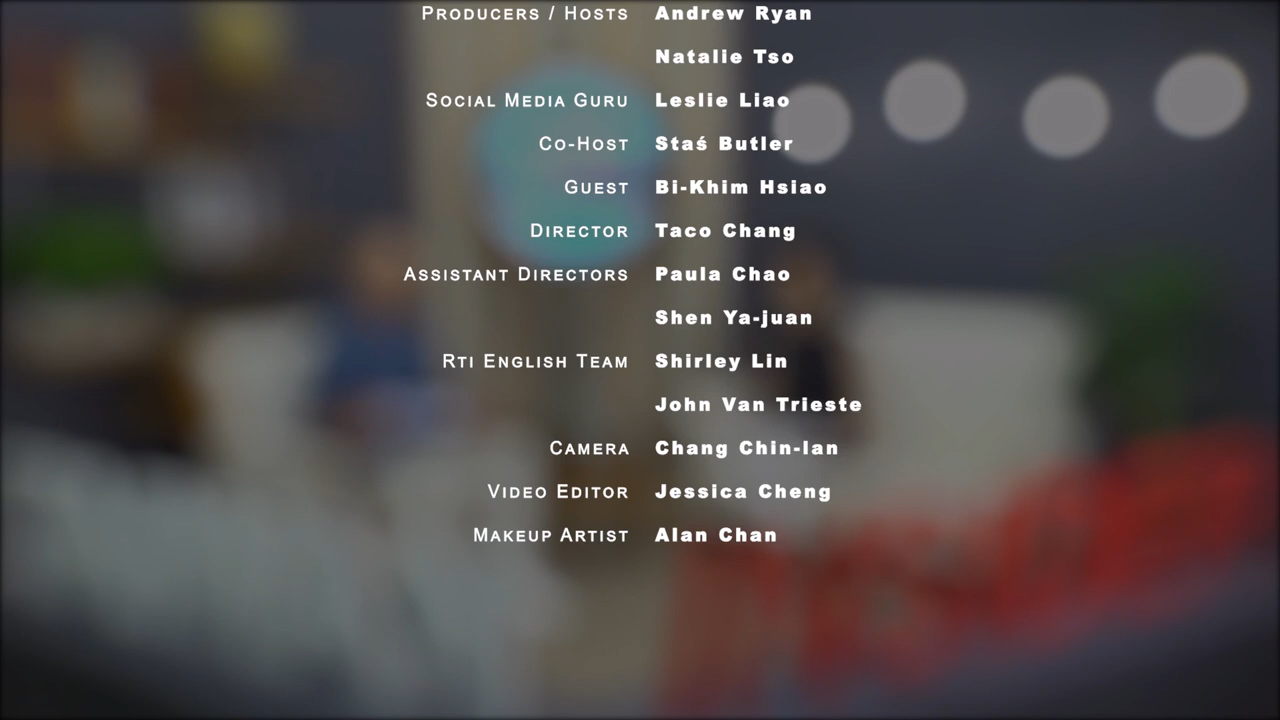 Producers / Hosts Andrew Ryan
Natalie Tso
Social Media Guru Leslie Liao
Co-Host Staś Butler
Guest Bi-Khim Hsiao
Director Taco Chang
Assistant Directors Paula Chao
Shen Ya-juan
Rti English Team Shirley Lin
John Van Trieste
Camera Chang Chin-lan
Video Editor Jessica Cheng
Makeup Artist Alan Chan